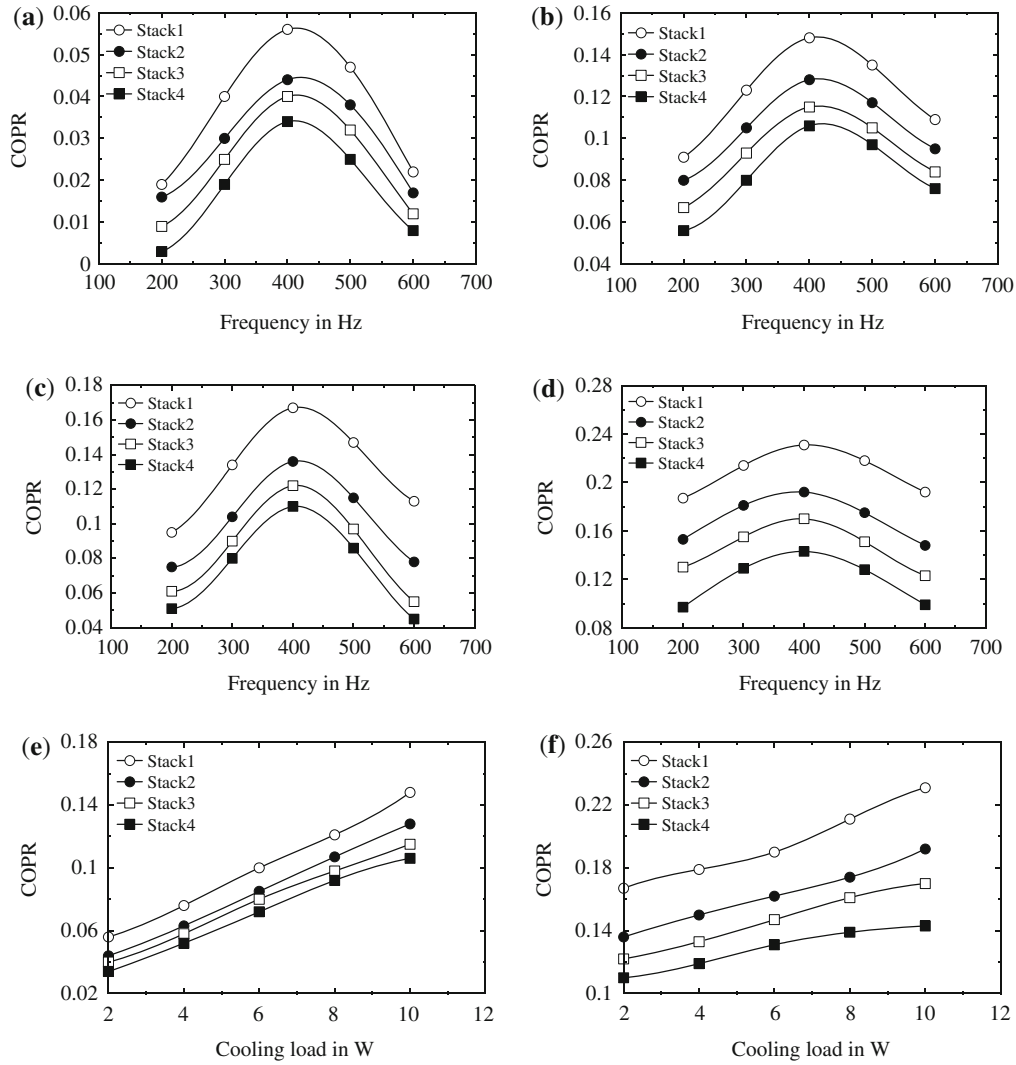 (a)
0.06
0.05
0.04
0.03
0.02
0.01
0
COPR
Stack1
Stack2
Stack3
Stack4
100 200 300 400 500 600 700
Frequency in Hz
(b)
0.16
0.14
0.12
0.1
0.08
0.06
0.04
COPR
Stack1
Stack2
Stack3
Stack4
100 200 300 400 500 600 700
Frequency in Hz
(c)
0.18
0.16
0.14
0.12
0.1
0.08
0.06
0.04
COPR
Stack1
Stack2
Stack3
Stack4
100 200 300 400 500 600 700
Frequency in Hz
(d)
0.28
0.24
0.2
0.16
0.12
0.08
COPR
Stack1
Stack2
Stack3
Stack4
100 200 300 400 500 600 700
Frequency in Hz
(e)
0.18
0.14
0.1
0.06
0.02
COPR
Stack1
Stack2
Stack3
Stack4
2 4 6 8 10 12
Cooling load in W
(f)
0.26
0.22
0.18
0.14
0.1
COPR
Stack1
Stack2
Stack3
Stack4
2 4 6 8 10 12
Cooling load in W